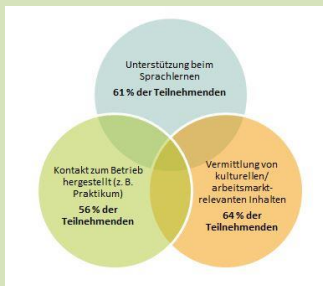 Unterstützung beim
Sprachlernen
61 % der Teilnehmenden
Kontakt zum Betrieb
hergestellt (z. B.
Praktikum)
56 % der
Teilnehmenden
Vermittlung von
kulturellen/
arbeitsmarkt-
relevanten Inhalten
64 % der
Teilnehmenden